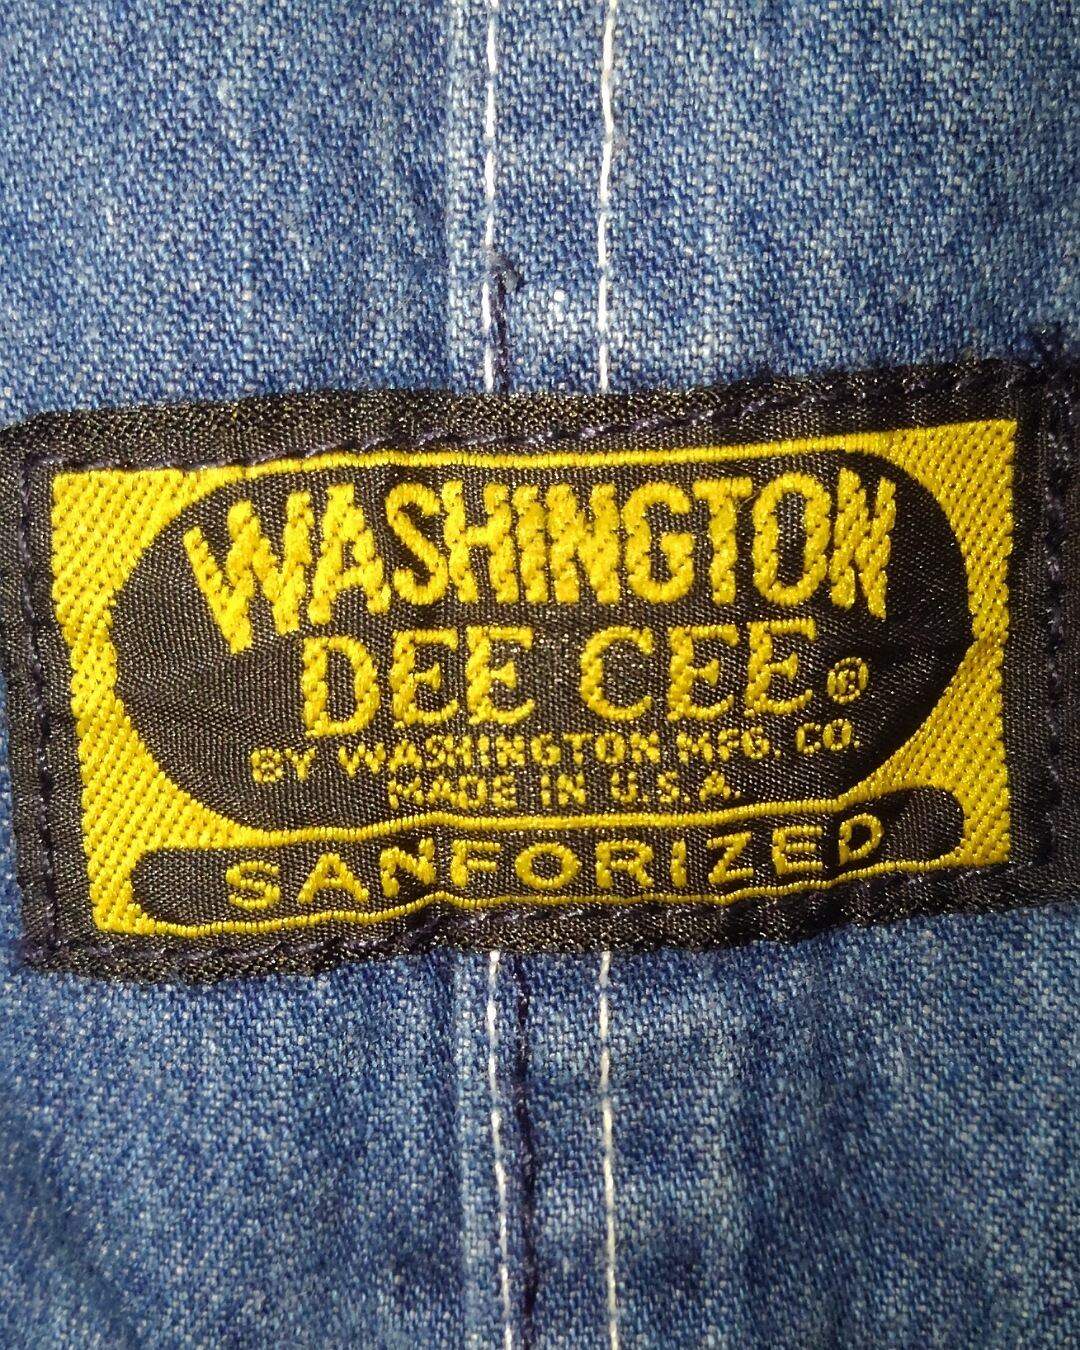 WASHINGTON
DEE CEE ®
BY WASHINGTON MFG. CO.
MADE IN U.S.A.
SANFORIZED